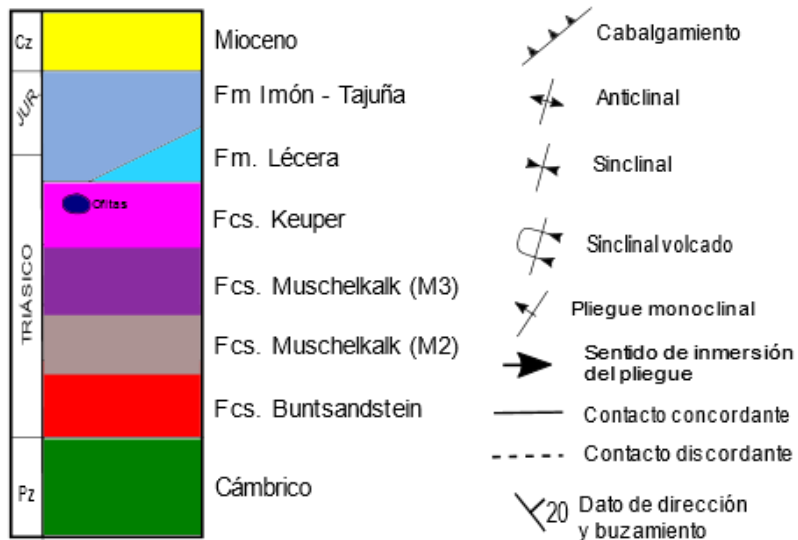 Cz
Mioceno
JUR.
Fm Imón - Tajuña
Fm. Lécera
TRIÁSICO
Ofitas
Fcs. Keuper
Fcs. Muschelkalk (M3)
Fcs. Muschelkalk (M2)
Fcs. Buntsandstein
Pz
Cámbrico
Cabalgamiento
Anticlinal
Sinclinal
Sinclinal volcado
Pliegue monoclinal
Sentido de inmersión
del pliegue
Contacto concordante
Contacto discordante
20
Dato de dirección
y buzamiento